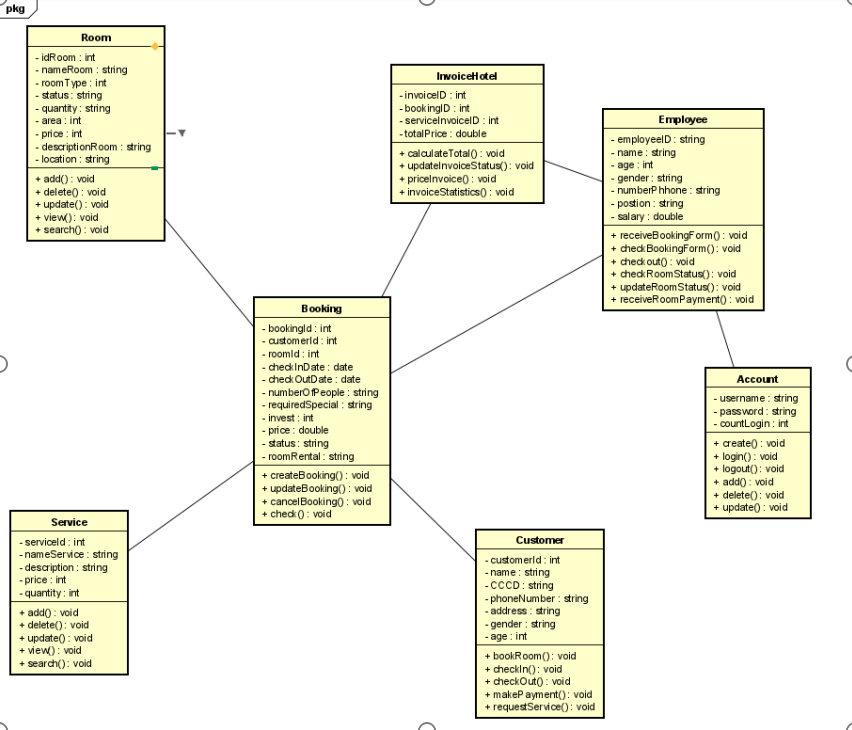 pkg
Room
- idRoom : int
- nameRoom : string
- roomType : int
- status : string
- quantity : string
- area : int
- price : int
- descriptionRoom : string
- location : string
+ add() : void
+ delete() : void
+ update() : void
+ view() : void
+ search() : void
InvoiceHotel
- invoiceID : int
- bookingID : int
- serviceInvoiceID : int
- totalPrice : double
+ calculateTotal() : void
+ updateInvoiceStatus() : void
+ priceInvoice() : void
+ invoiceStatistics() : void
Employee
- employeeID : string
- name : string
- age : int
- gender : string
- numberPhhone : string
- postion : string
- salary : double
+ receiveBookingForm() : void
+ checkBookingForm() : void
+ checkout() : void
+ checkRoomStatus() : void
+ updateRoomStatus() : void
+ receiveRoomPayment() : void
Booking
- bookingId : int
- customerId : int
- roomId : int
- checkInDate : date
- checkOutDate : date
- numberOfPeople : string
- requiredSpecial : string
- invest : int
- price : double
- status : string
- roomRental : string
+ createBooking() : void
+ updateBooking() : void
+ cancelBooking() : void
+ check() : void
Account
- username : string
- password : string
- countLogin : int
+ create() : void
+ login() : void
+ logout() : void
+ add() : void
+ delete() : void
+ update() : void
Service
- serviceId : int
- nameService : string
- description : string
- price : int
- quantity : int
+ add() : void
+ delete() : void
+ update() : void
+ view() : void
+ search() : void
Customer
- customerId : int
- name : string
- CCCD : string
- phoneNumber : string
- address : string
- gender : string
- age : int
+ bookRoom() : void
+ checkIn() : void
+ checkOut() : void
+ makePayment() : void
+ requestService() : void